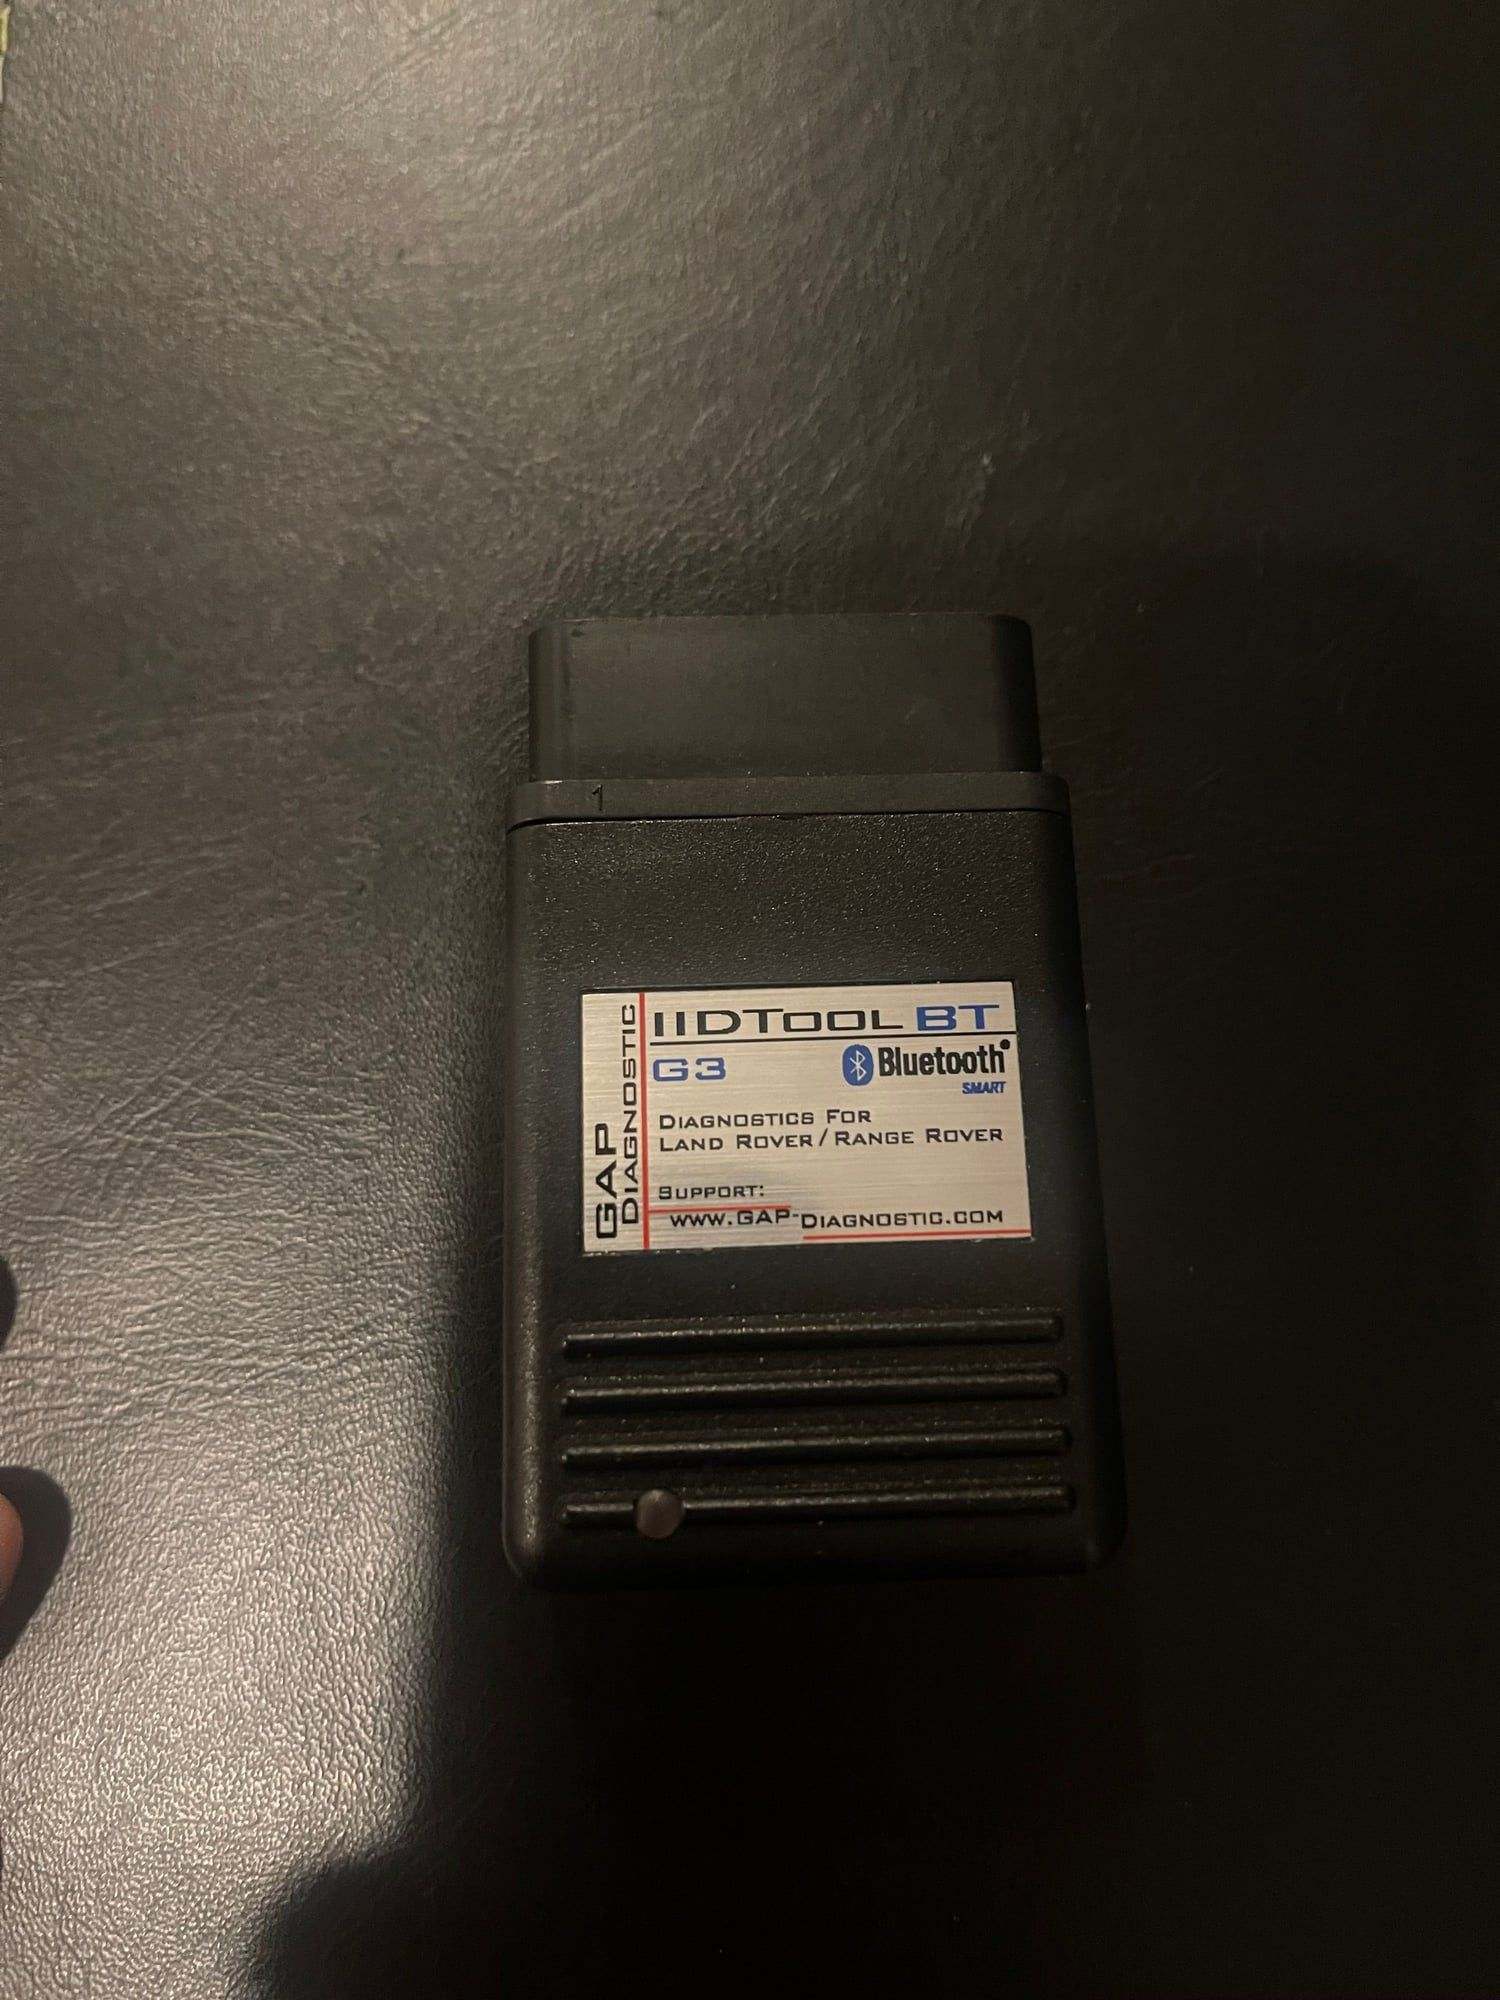 1
GAP
DIAGNOSTIC
IIDTOOL BT
G3
Bluetooth®
SMART
DIAGNOSTICS FOR
LAND ROVER / RANGE ROVER
SUPPORT:
WWW.GAP-DIAGNOSTIC.COM